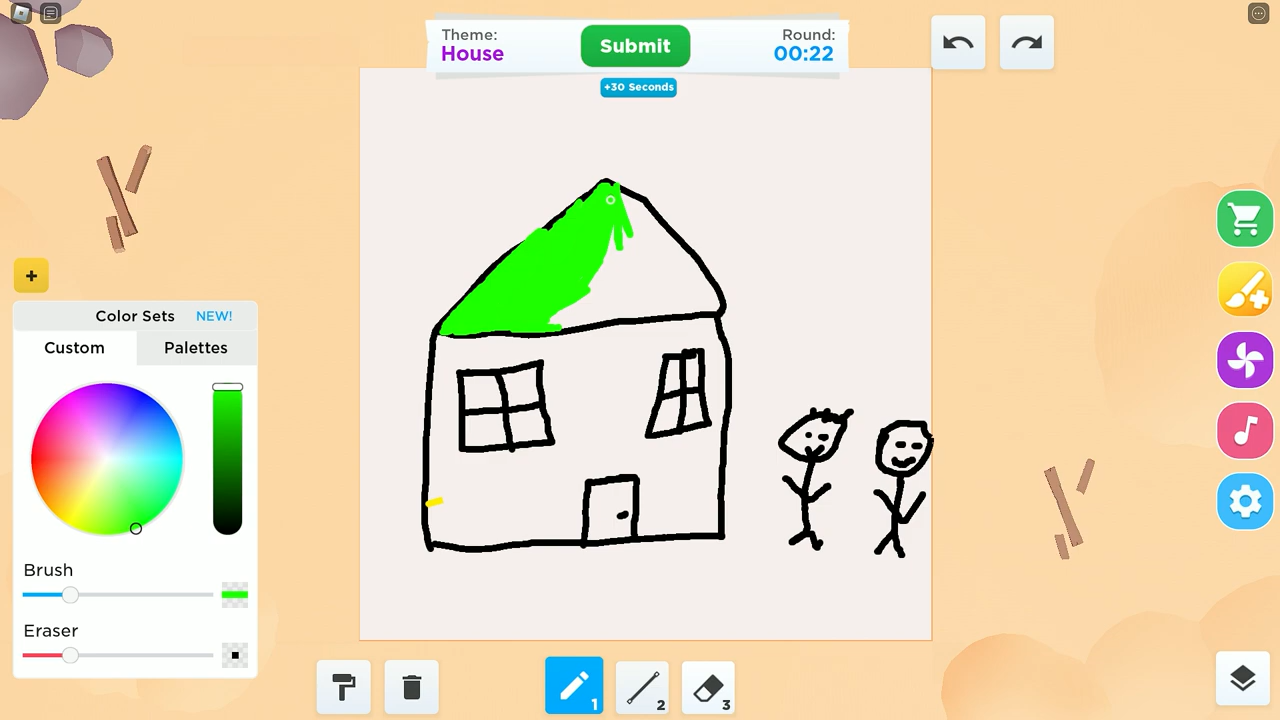 Theme:
House
Submit
Round:
00:22
+30 Seconds
+
Color Sets NEW!
Custom Palettes
Brush
Eraser
1
2
3